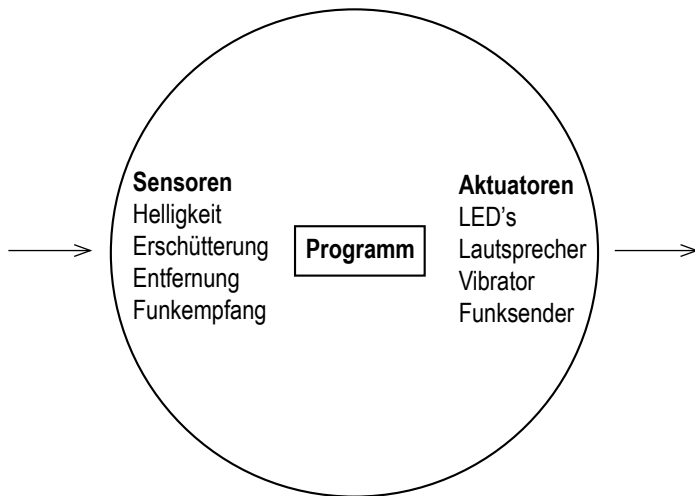 Sensoren
Helligkeit
Erschütterung
Entfernung
Funkempfang
Programm
Aktuatoren
LED's
Lautsprecher
Vibrator
Funksender